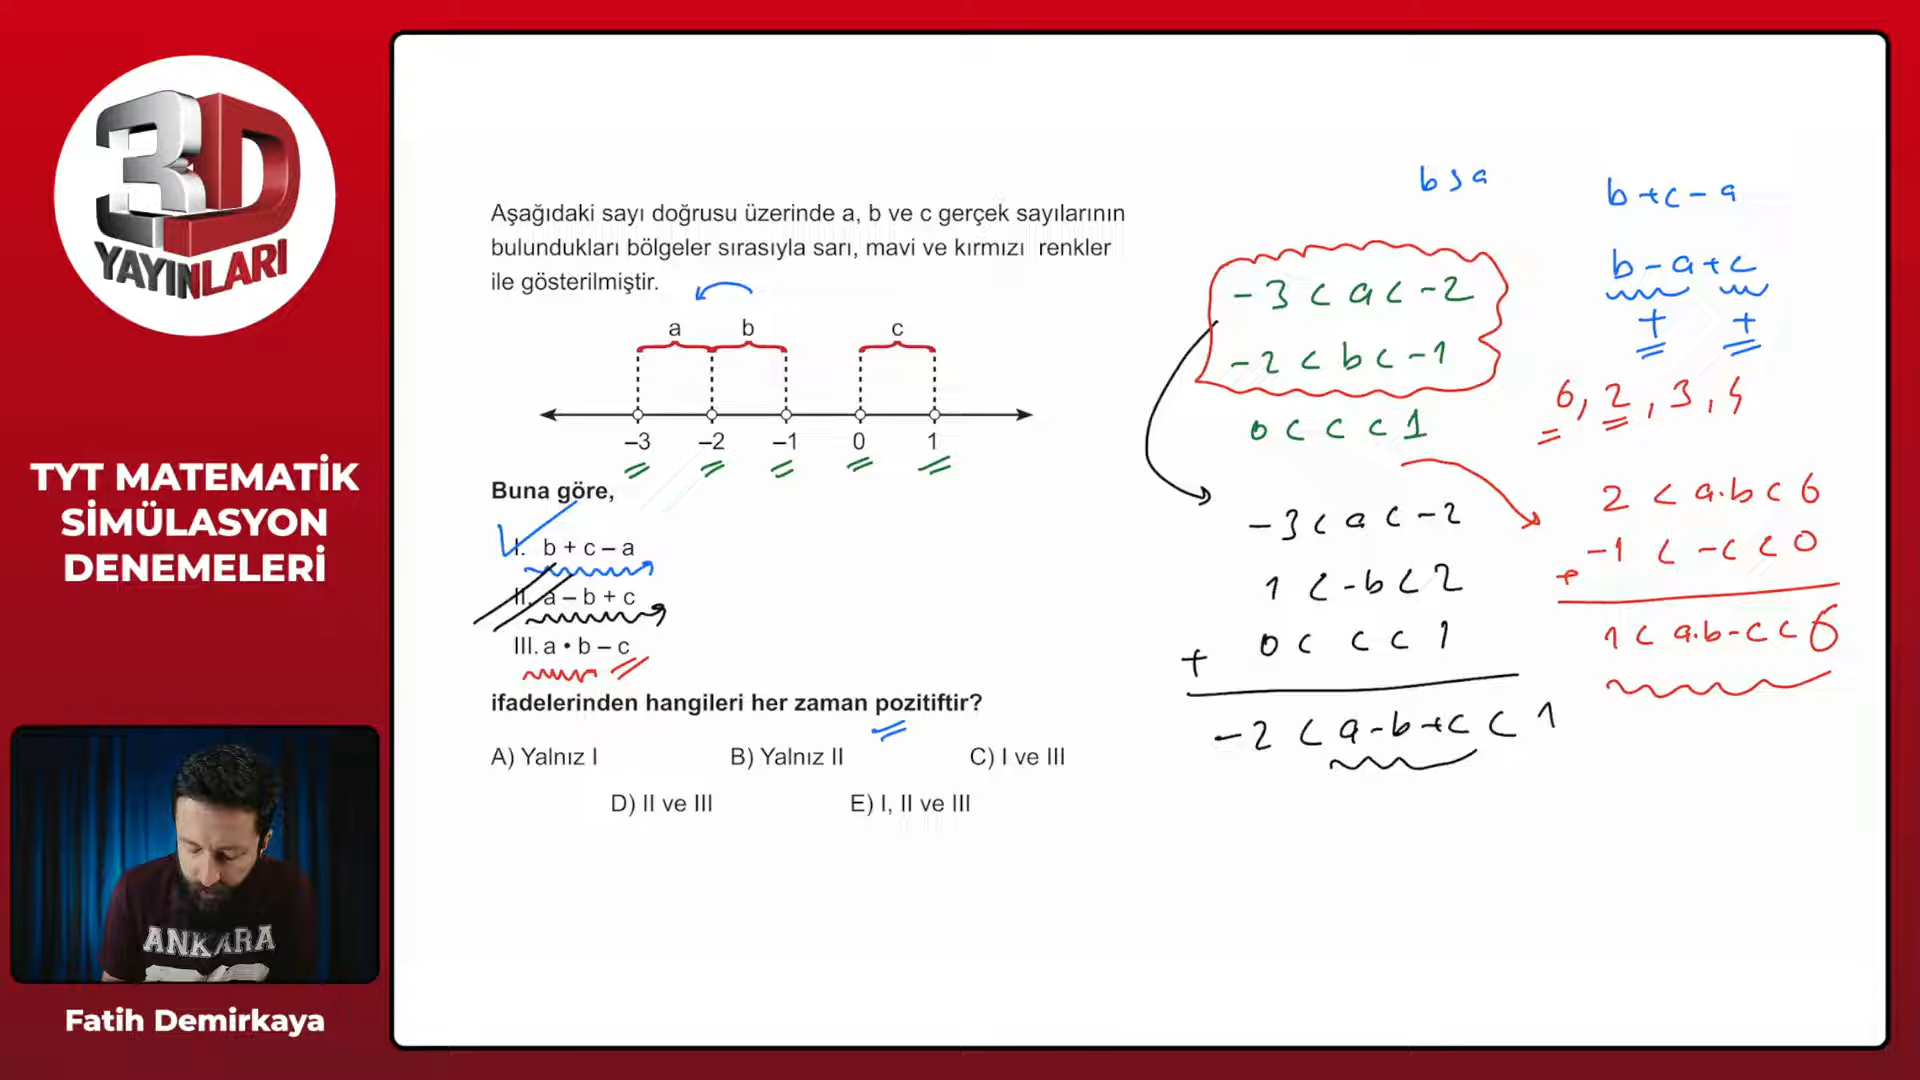 3D
YAYINLARI
TYT MATEMATİK
SİMÜLASYON
DENEMELERİ
ANKARA
Fatih Demirkaya
Aşağıdaki sayı doğrusu üzerinde a, b ve c gerçek sayılarının
bulundukları bölgeler sırasıyla sarı, mavi ve kırmızı renkler
ile gösterilmiştir.
a b c
–3 –2 –1 0 1
Buna göre,
I. b + c – a
II. a – b + c
III. a • b – c
ifadelerinden hangileri her zaman pozitiftir?
A) Yalnız I B) Yalnız II C) I ve III
D) II ve III E) I, II ve III
b > a
-3 < a < -2
-2 < b < -1
0 < c < 1
-3 < a < -2
1 < -b < 2
+ 0 < c < 1
-2 < a-b+c < 1
b+c-a
b-a+c
+ +
6, 2, 3, 4
2 < a.b < 6
+ -1 < -c < 0
1 < a.b-c < 6